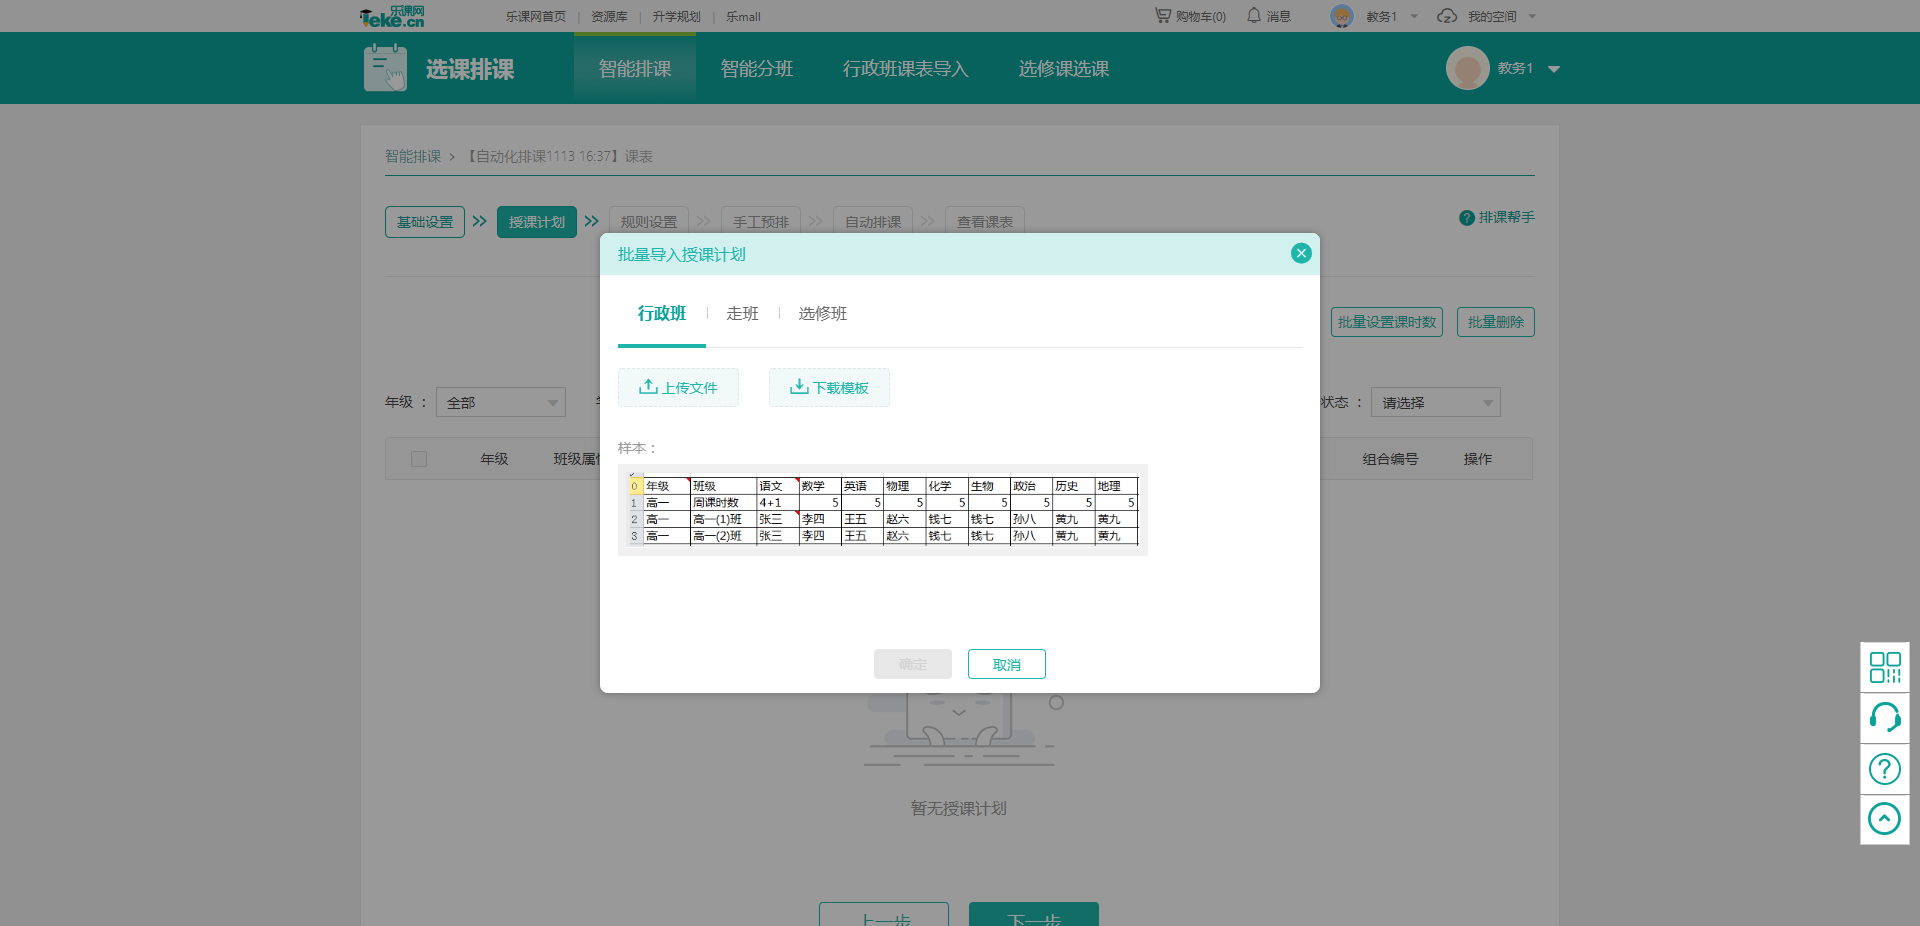 乐课网
leke.cn
乐课网首页 | 资源库 | 升学规划 | 乐mall
购物车(0) 消息 教务1 我的空间
选课排课 智能排课 智能分班 行政班课表导入 选修课选课 教务1
智能排课 > 【自动化排课1113 16:37】课表
基础设置 授课计划 规则设置 手工预排 自动排课 查看课表 排课帮手
批量导入授课计划
行政班 | 走班 | 选修班
批量设置课时数 批量删除
上传文件 下载模板
年级 ： 全部 状态 ： 请选择
样本：
年级 组合编号 操作
0 年级 班级 语文 数学 英语 物理 化学 生物 政治 历史 地理
1 高一 周课时数 4+1 5 5 5 5 5 5 5 5
2 高一 高一(1)班 张三 李四 王五 赵六 钱七 钱七 孙八 黄九 黄九
3 高一 高一(2)班 张三 李四 王五 赵六 钱七 钱七 孙八 黄九 黄九
确定 取消
暂无授课计划
上一步 下一步